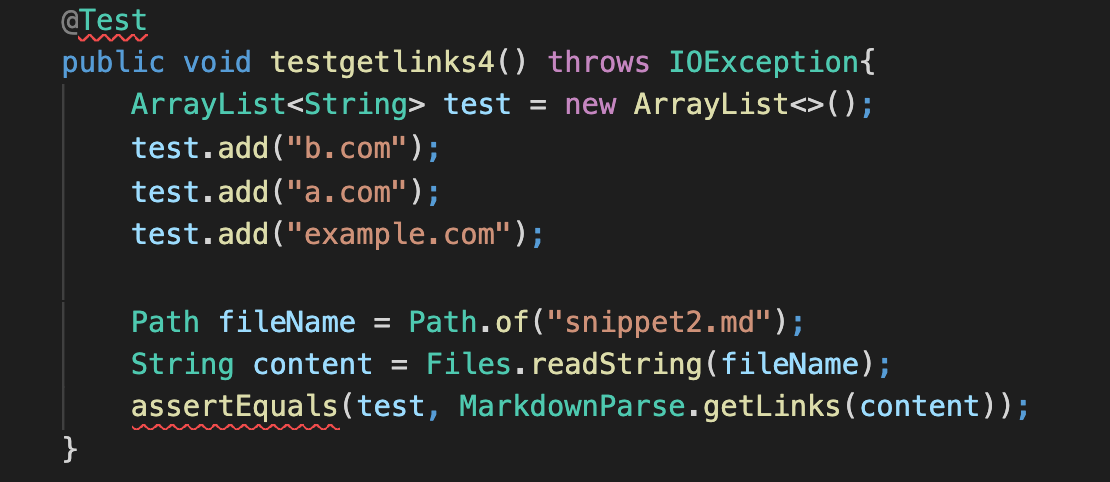 @Test
public void testgetlinks4() throws IOException{
    ArrayList<String> test = new ArrayList<>();
    test.add("b.com");
    test.add("a.com");
    test.add("example.com");

    Path fileName = Path.of("snippet2.md");
    String content = Files.readString(fileName);
    assertEquals(test, MarkdownParse.getLinks(content));
}